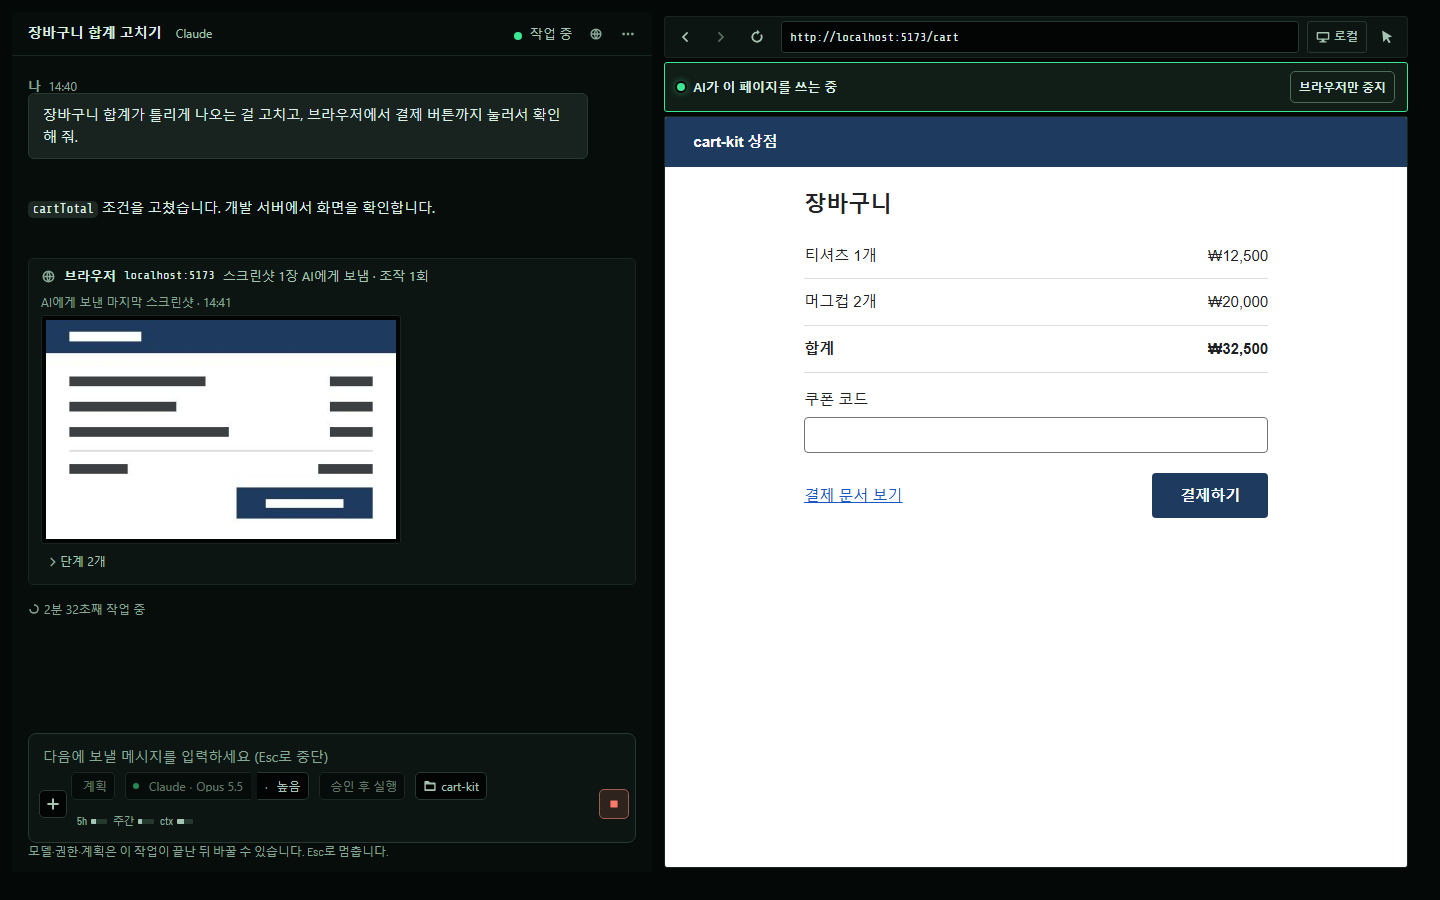 장바구니 합계 고치기 Claude
작업 중
나 14:40
장바구니 합계가 틀리게 나오는 걸 고치고, 브라우저에서 결제 버튼까지 눌러서 확인
해 줘.
cartTotal 조건을 고쳤습니다. 개발 서버에서 화면을 확인합니다.
브라우저 localhost:5173 스크린샷 1장 AI에게 보냄 · 조작 1회
AI에게 보낸 마지막 스크린샷 · 14:41
단계 2개
2분 32초째 작업 중
다음에 보낼 메시지를 입력하세요 (Esc로 중단)
계획
Claude · Opus 5.5
· 높음
승인 후 실행
cart-kit
5h 주간 ctx
모델·권한·계획은 이 작업이 끝난 뒤 바꿀 수 있습니다. Esc로 멈춥니다.
http://localhost:5173/cart
로컬
AI가 이 페이지를 쓰는 중
브라우저만 중지
cart-kit 상점
장바구니
티셔츠 1개 ₩12,500
머그컵 2개 ₩20,000
합계 ₩32,500
쿠폰 코드
결제 문서 보기
결제하기